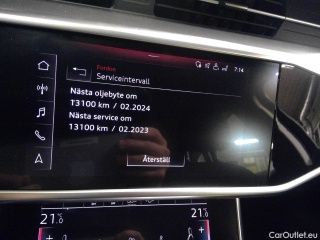 Fordon
7:14
Serviceintervall
Nästa oljebyte om
13100 km / 02.2024
Nästa service om
13100 km / 02.2023
Återställ
21°c
21°c
CarOutlet.eu